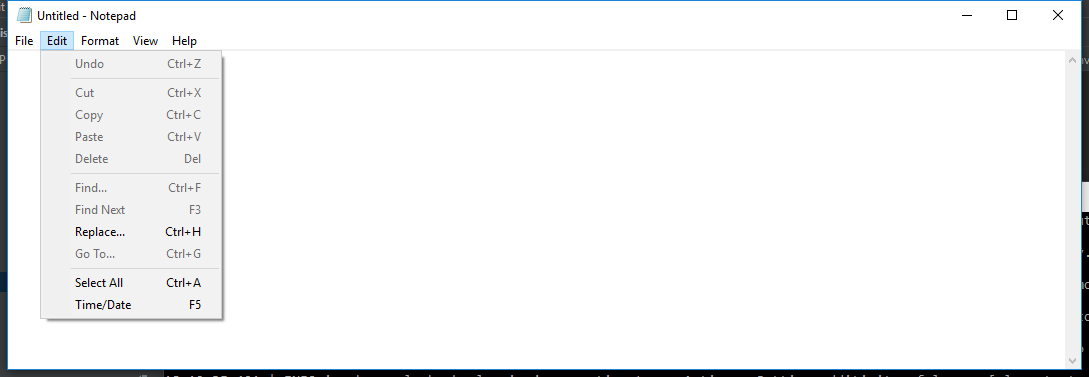 Untitled - Notepad
File Edit Format View Help
Undo Ctrl+Z
Cut Ctrl+X
Copy Ctrl+C
Paste Ctrl+V
Delete Del
Find... Ctrl+F
Find Next F3
Replace... Ctrl+H
Go To... Ctrl+G
Select All Ctrl+A
Time/Date F5